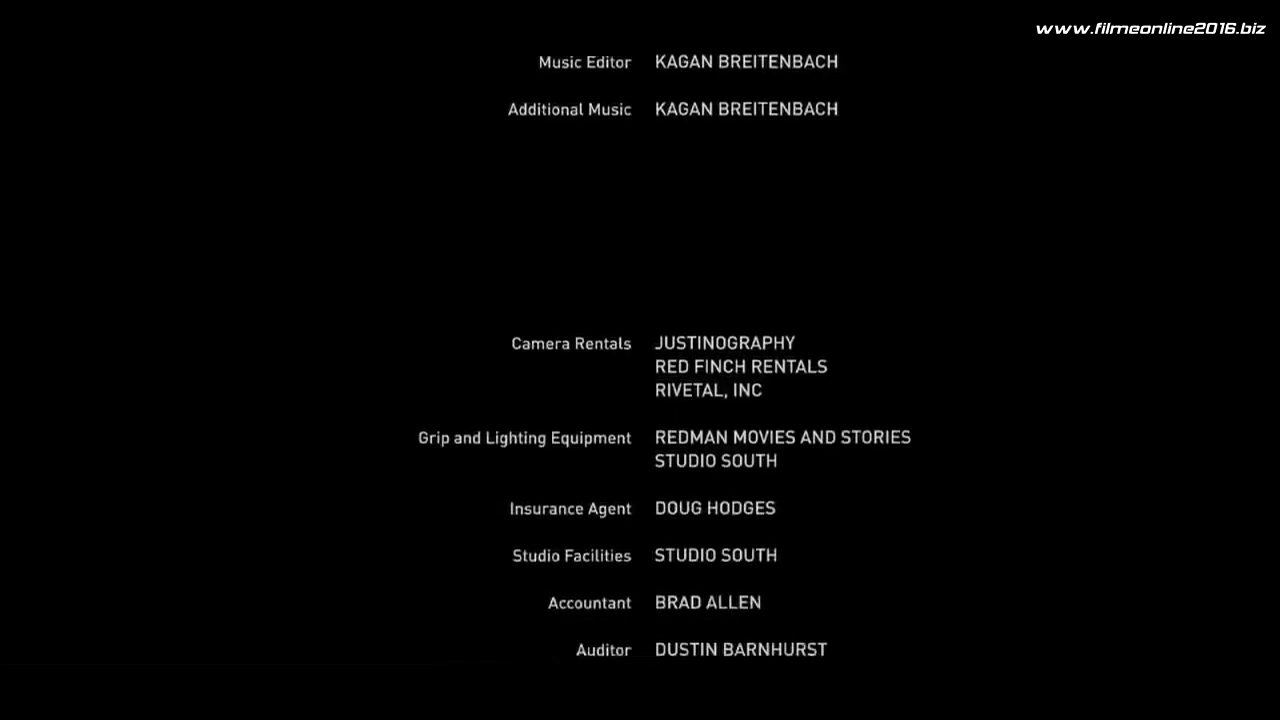 www.filmeonline2016.biz
Music Editor KAGAN BREITENBACH
Additional Music KAGAN BREITENBACH
Camera Rentals JUSTINOGRAPHY
RED FINCH RENTALS
RIVETAL, INC
Grip and Lighting Equipment REDMAN MOVIES AND STORIES
STUDIO SOUTH
Insurance Agent DOUG HODGES
Studio Facilities STUDIO SOUTH
Accountant BRAD ALLEN
Auditor DUSTIN BARNHURST